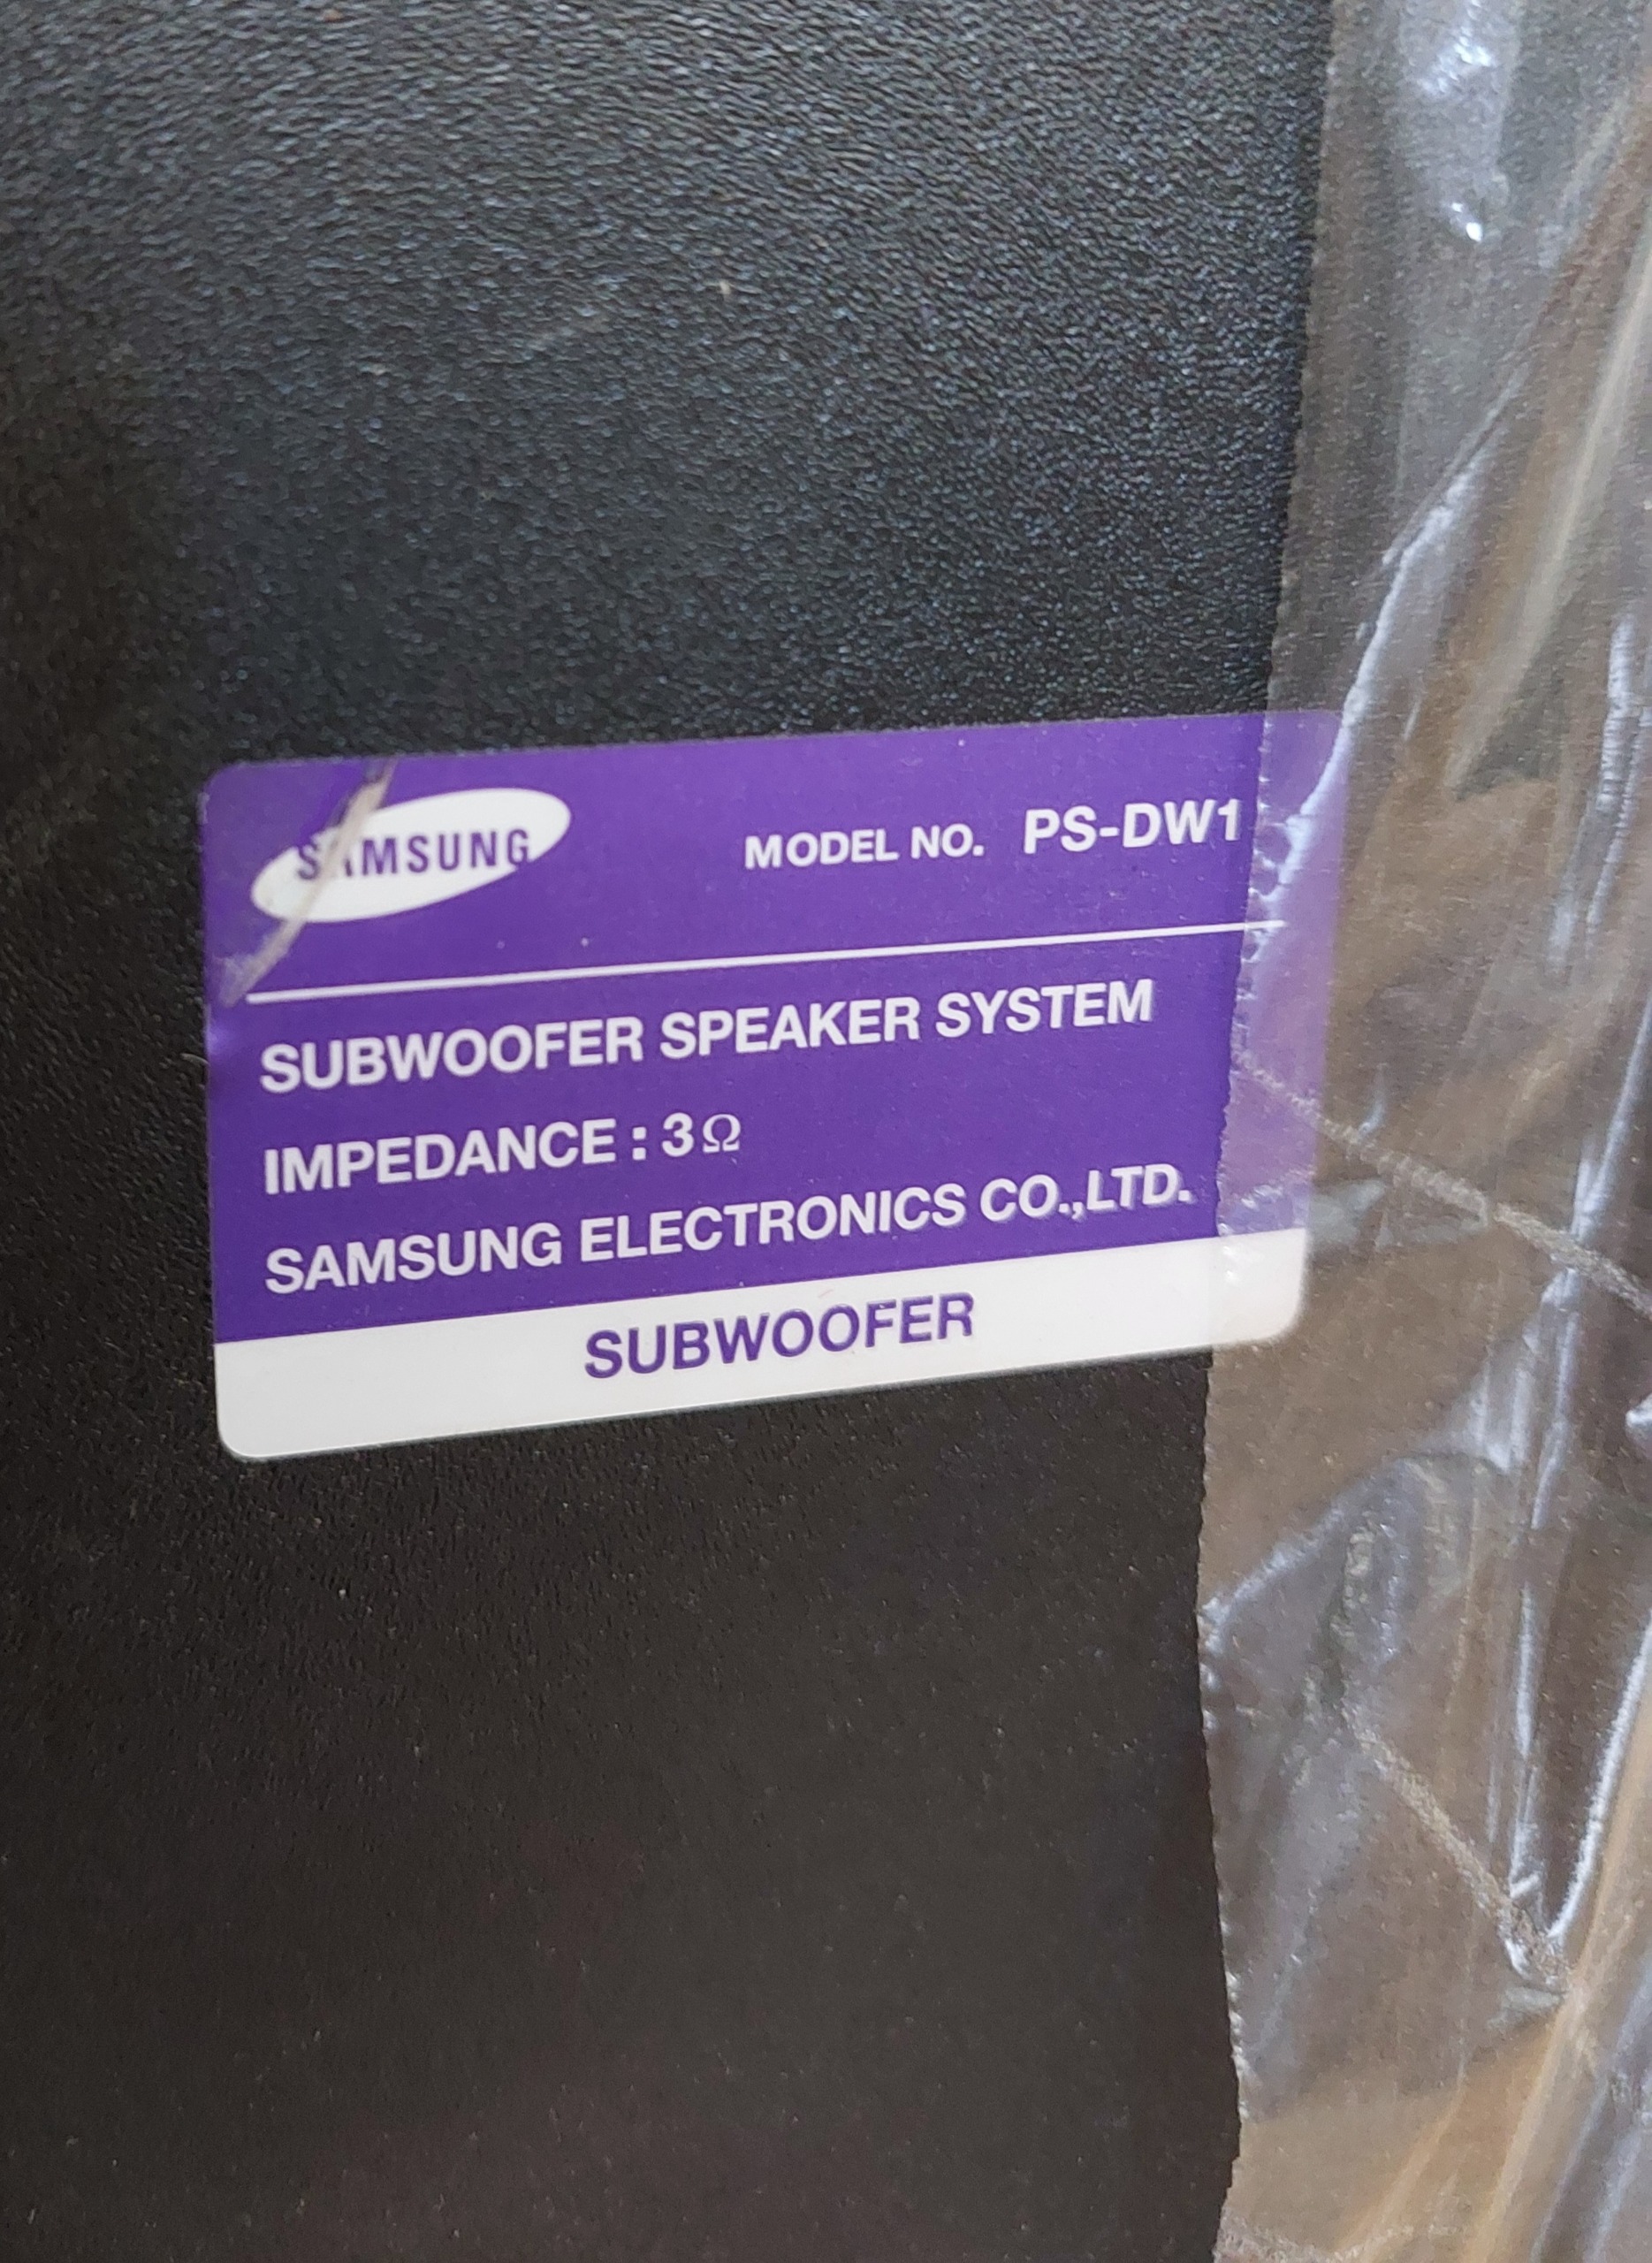 SAMSUNG MODEL NO. PS-DW1
SUBWOOFER SPEAKER SYSTEM
IMPEDANCE : 3Ω
SAMSUNG ELECTRONICS CO.,LTD.
SUBWOOFER